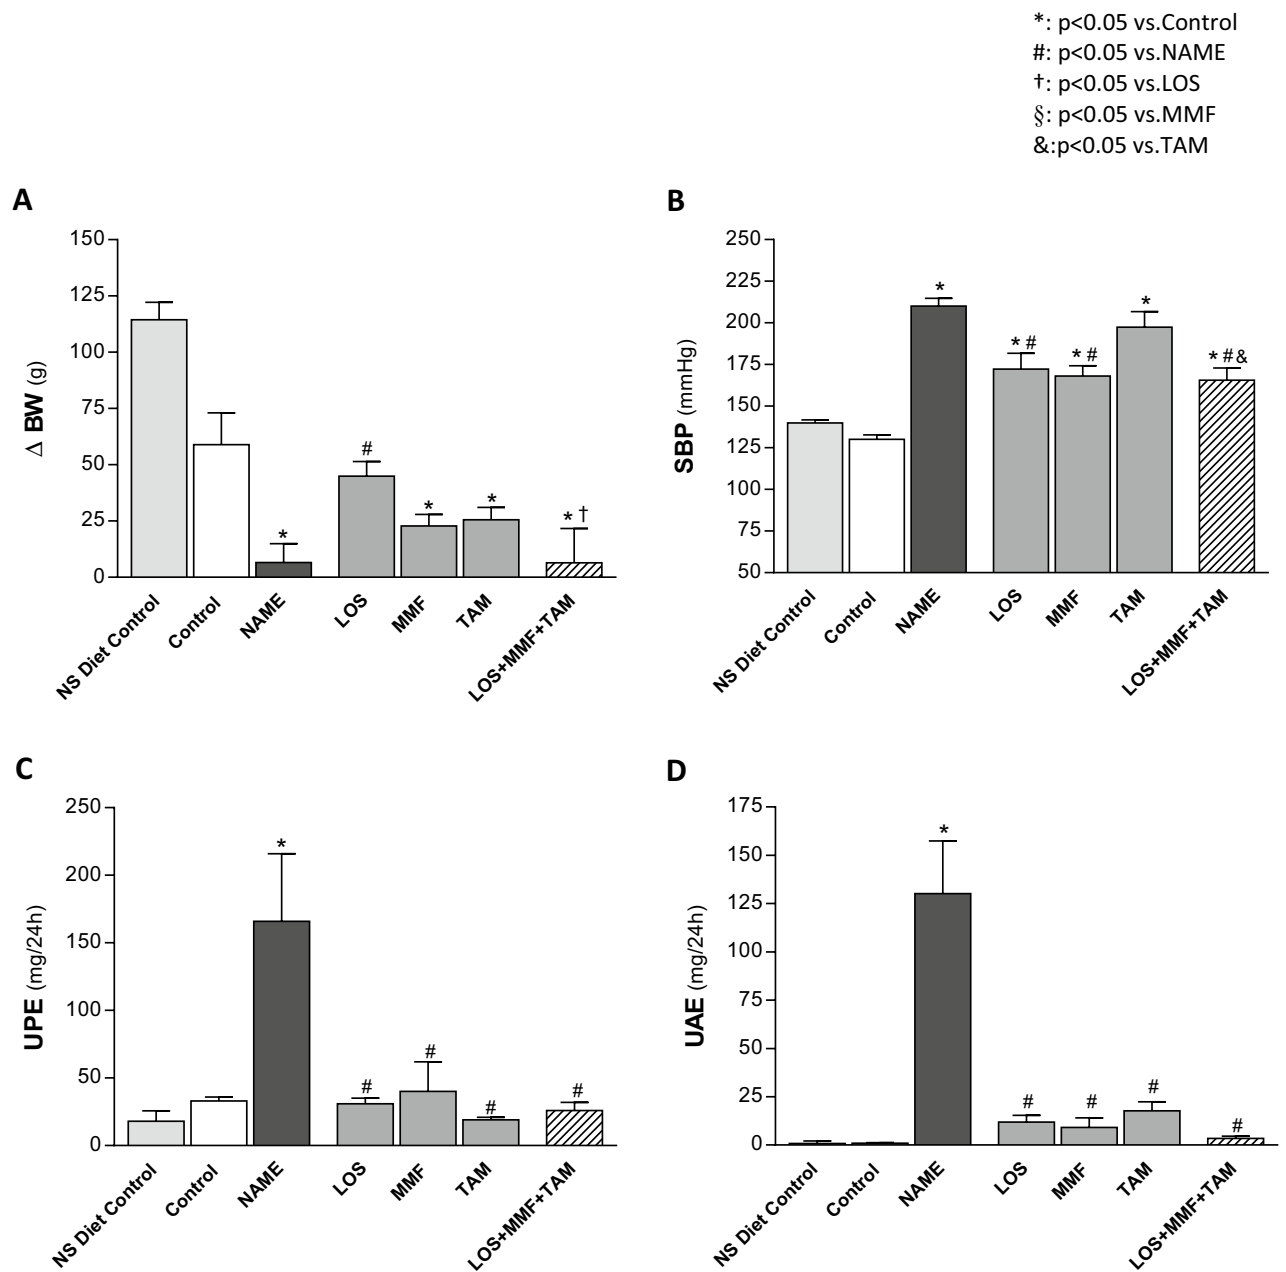 *: p<0.05 vs.Control
#: p<0.05 vs.NAME
†: p<0.05 vs.LOS
§: p<0.05 vs.MMF
&:p<0.05 vs.TAM
A
150
125
100
75
50
25
0
Δ BW (g)
*
#
*
*
* †
NS Diet Control
Control
NAME
LOS
MMF
TAM
LOS+MMF+TAM
B
250
225
200
175
150
125
100
75
50
SBP (mmHg)
*
* #
* #
*
* #&
NS Diet Control
Control
NAME
LOS
MMF
TAM
LOS+MMF+TAM
C
250
200
150
100
50
0
UPE (mg/24h)
*
#
#
#
#
NS Diet Control
Control
NAME
LOS
MMF
TAM
LOS+MMF+TAM
D
175
150
125
100
75
50
25
0
UAE (mg/24h)
*
#
#
#
#
NS Diet Control
Control
NAME
LOS
MMF
TAM
LOS+MMF+TAM